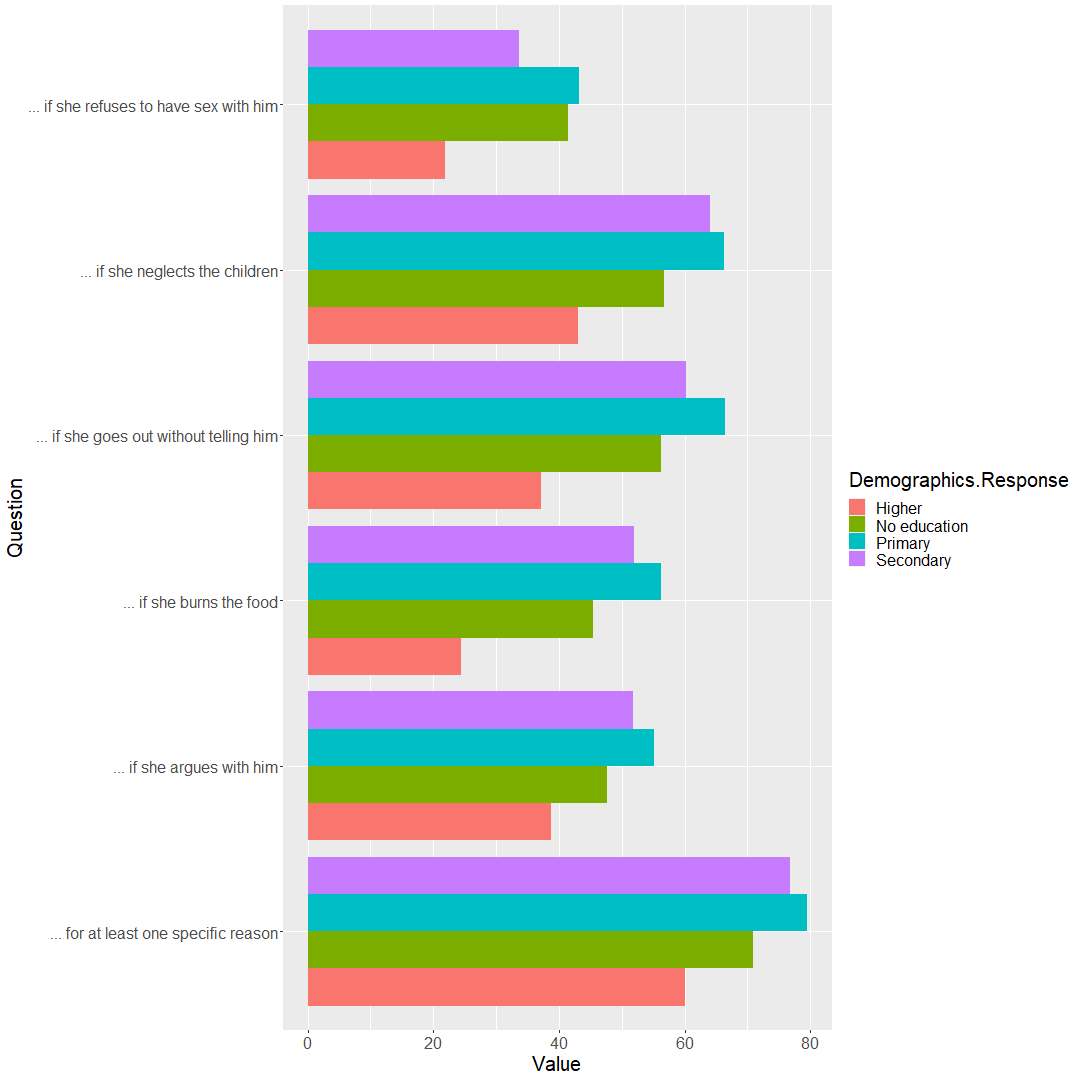 Question
... if she refuses to have sex with him
... if she neglects the children
... if she goes out without telling him
... if she burns the food
... if she argues with him
... for at least one specific reason
0 20 40 60 80
Value
Demographics.Response
Higher
No education
Primary
Secondary